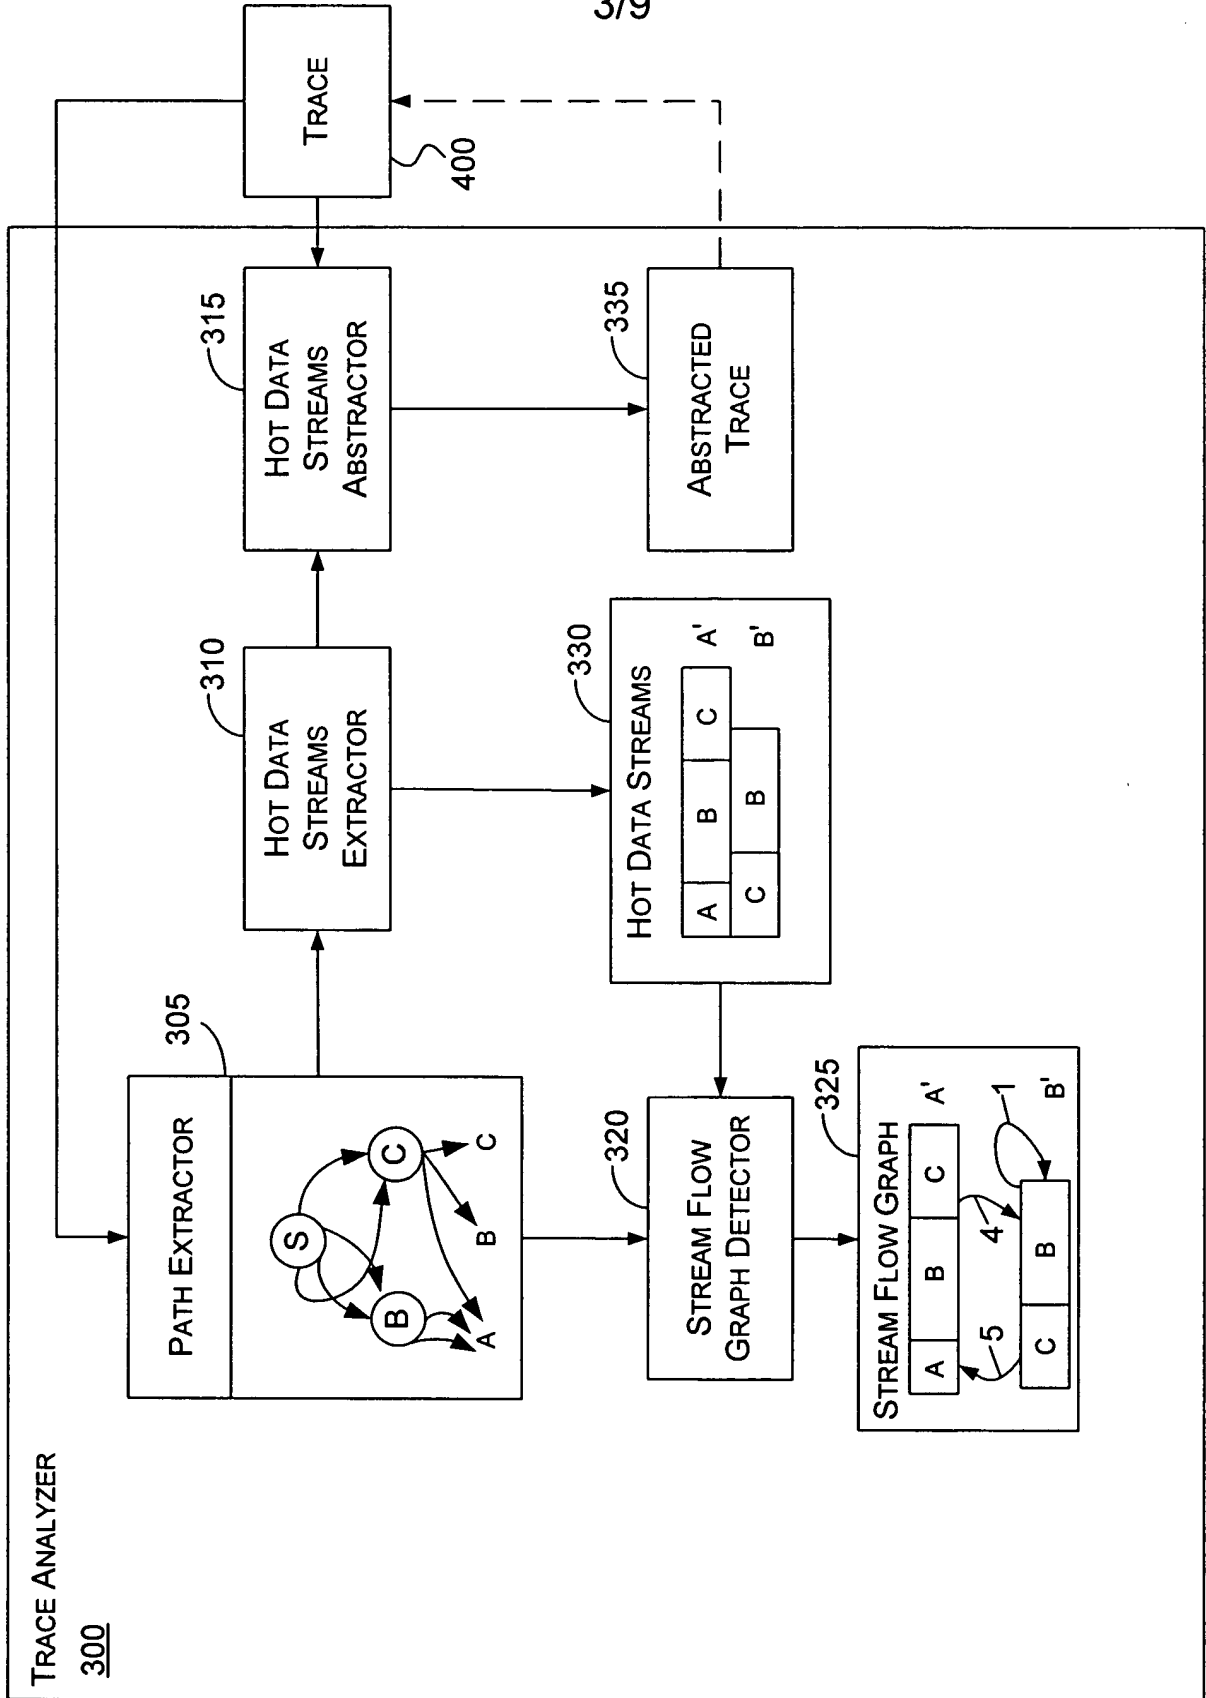 3/9
TRACE ANALYZER
300
PATH EXTRACTOR
305
S
B
C
A
B
C
HOT DATA
STREAMS
EXTRACTOR
310
HOT DATA
STREAMS
ABSTRACTOR
315
TRACE
400
STREAM FLOW
GRAPH DETECTOR
320
HOT DATA STREAMS
330
A B C A'
C B B'
ABSTRACTED
TRACE
335
STREAM FLOW GRAPH
325
A B C A'
5
4
1
C B B'